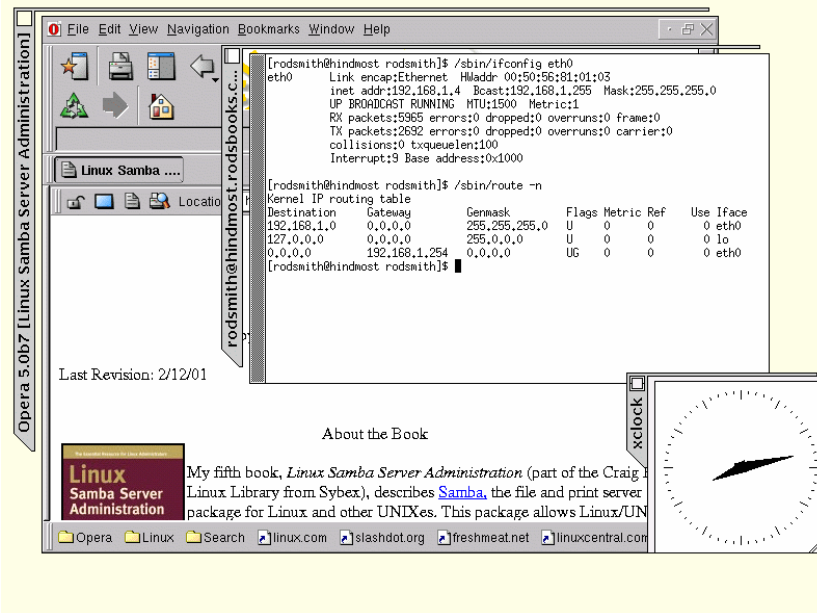 Opera 5.0b7 [Linux Samba Server Administration]
File Edit View Navigation Bookmarks Window Help
Linux Samba ....
Locatio
rodsmith@hindmost.rodsbooks.c...
[rodsmith@hindmost rodsmith]$ /sbin/ifconfig eth0
eth0 Link encap:Ethernet HWaddr 00:50:56:81:01:03
inet addr:192.168.1.4 Bcast:192.168.1.255 Mask:255.255.255.0
UP BROADCAST RUNNING MTU:1500 Metric:1
RX packets:5965 errors:0 dropped:0 overruns:0 frame:0
TX packets:2692 errors:0 dropped:0 overruns:0 carrier:0
collisions:0 txqueuelen:100
Interrupt:9 Base address:0x1000
[rodsmith@hindmost rodsmith]$ /sbin/route -n
Kernel IP routing table
Destination Gateway Genmask Flags Metric Ref Use Iface
192.168.1.0 0.0.0.0 255.255.255.0 U 0 0 0 eth0
127.0.0.0 0.0.0.0 255.0.0.0 U 0 0 0 lo
0.0.0.0 192.168.1.254 0.0.0.0 UG 0 0 0 eth0
[rodsmith@hindmost rodsmith]$
Last Revision: 2/12/01
xclock
About the Book
Linux
Samba Server
Administration
My fifth book, Linux Samba Server Administration (part of the Craig
Linux Library from Sybex), describes Samba, the file and print server
package for Linux and other UNIXes. This package allows Linux/UN
Opera Linux Search linux.com slashdot.org freshmeat.net linuxcentral.com